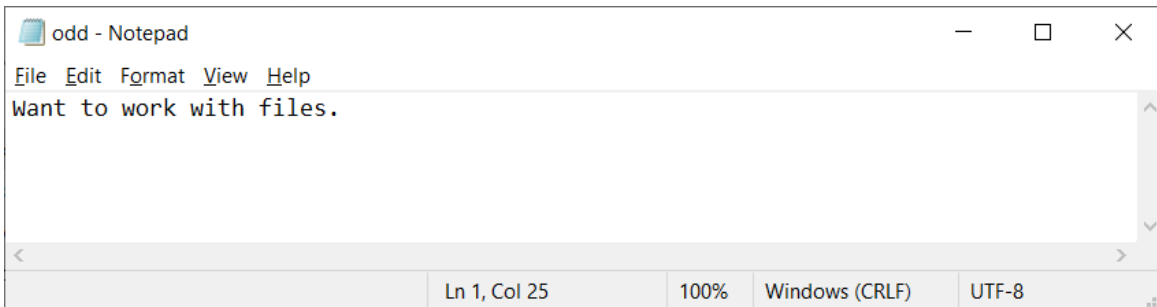 odd - Notepad
File Edit Format View Help
Want to work with files.
Ln 1, Col 25 100% Windows (CRLF) UTF-8